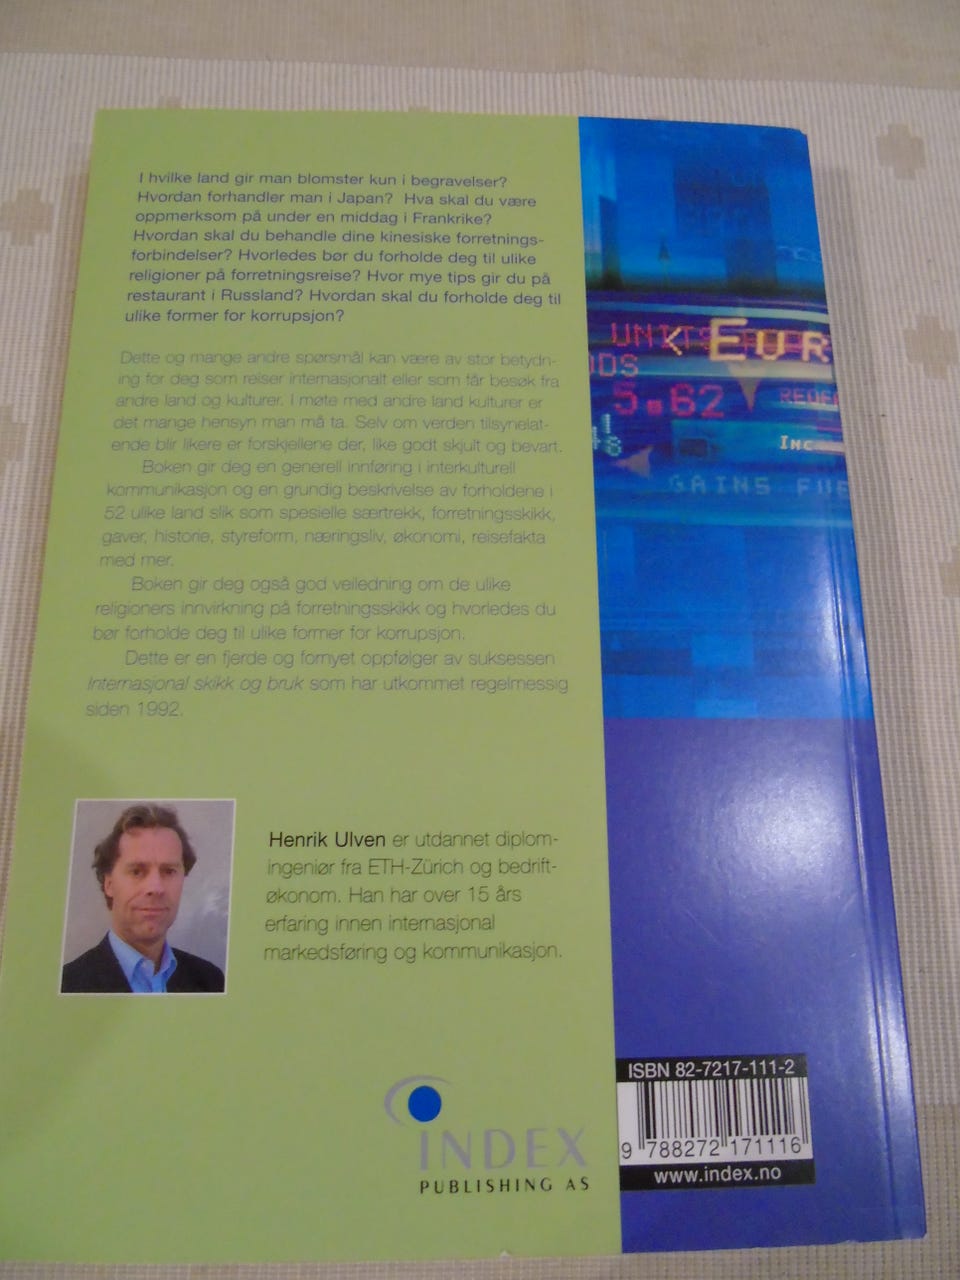 I hvilke land gir man blomster kun i begravelser?
Hvordan forhandler man i Japan? Hva skal du være
oppmerksom på under en middag i Frankrike?
Hvordan skal du behandle dine kinesiske forretnings-
forbindelser? Hvorledes bør du forholde deg til ulike
religioner på forretningsreise? Hvor mye tips gir du på
restaurant i Russland? Hvordan skal du forholde deg til
ulike former for korrupsjon?
Dette og mange andre spørsmål kan være av stor betydn-
ing for deg som reiser internasjonalt eller som får besøk fra
andre land og kulturer. I møte med andre land kulturer er
det mange hensyn man må ta. Selv om verden tilsynelat-
ende blir likere er forskjellene der, like godt skjult og bevart.
Boken gir deg en generell innføring i interkulturell
kommunikasjon og en grundig beskrivelse av forholdene i
52 ulike land slik som spesielle særtrekk, forretningsskikk,
gaver, historie, styreform, næringsliv, økonomi, reisefakta
med mer.
Boken gir deg også god veiledning om de ulike
religioners innvirkning på forretningsskikk og hvorledes du
bør forholde deg til ulike former for korrupsjon.
Dette er en fjerde og fornyet oppfølger av suksessen
Internasjonal skikk og bruk som har utkommet regelmessig
siden 1992.
Henrik Ulven er utdannet diplom-
ingeniør fra ETH-Zürich og bedrift-
økonom. Han har over 15 års
erfaring innen internasjonal
markedsføring og kommunikasjon.
INDEX
PUBLISHING AS
UNITS
< EUR
ODS
5.62
INC
GAINS FUE
ISBN 82-7217-111-2
9 788272 171116
www.index.no